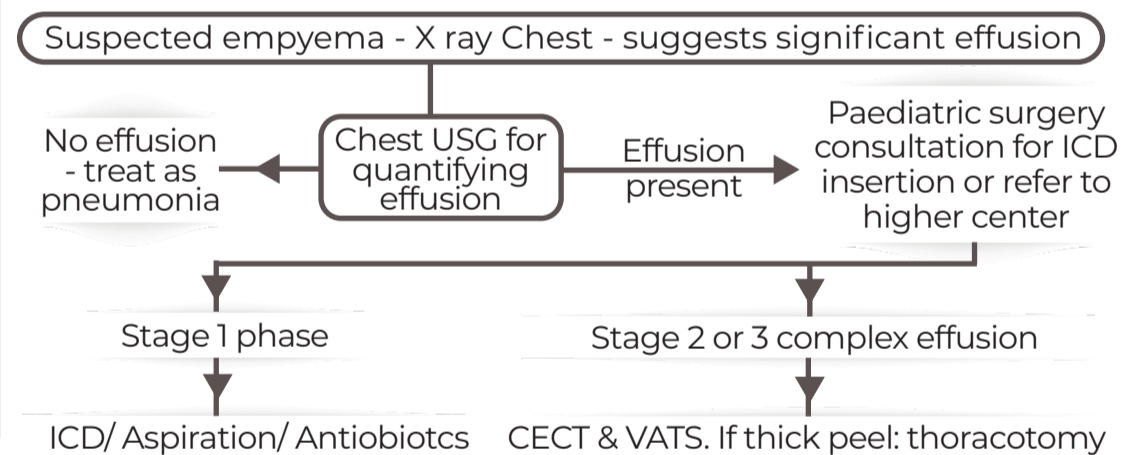 Suspected empyema - X ray Chest - suggests significant effusion
No effusion
- treat as
pneumonia
Chest USG for
quantifying
effusion
Effusion
present
Paediatric surgery
consultation for ICD
insertion or refer to
higher center
Stage 1 phase
Stage 2 or 3 complex effusion
ICD/ Aspiration/ Antiobiotcs
CECT & VATS. If thick peel: thoracotomy